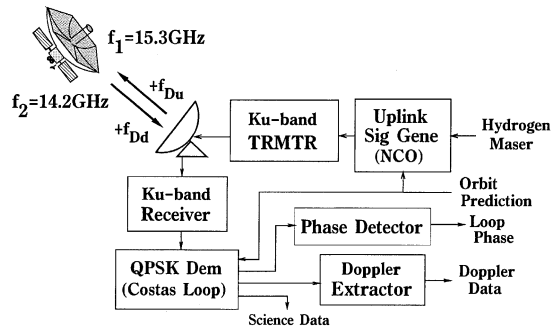 f1=15.3GHz
+fDu
f2=14.2GHz
+fDd
Ku-band
TRMTR
Uplink
Sig Gene
(NCO)
Hydrogen
Maser
Orbit
Prediction
Ku-band
Receiver
Phase Detector
Loop
Phase
QPSK Dem
(Costas Loop)
Doppler
Extractor
Doppler
Data
Science Data